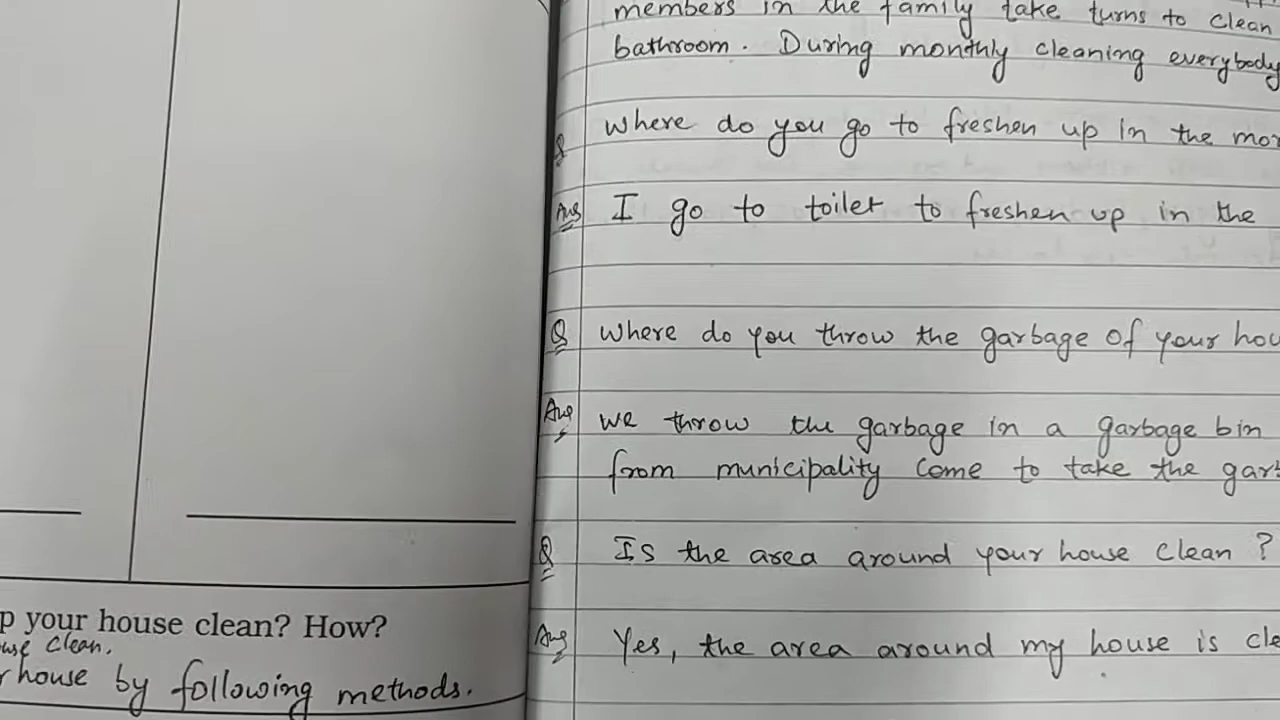 p your house clean? How?
use clean.
r house by following methods.
members in the family take turns to clean
bathroom. During monthly cleaning everybody
Q Where do you go to freshen up in the mor
Ans I go to toilet to freshen up in the
Q Where do you throw the garbage of your hou
Ans we throw the garbage in a garbage bin
from municipality come to take the garb
Q Is the area around your house clean ?
Ans Yes, the area around my house is cle